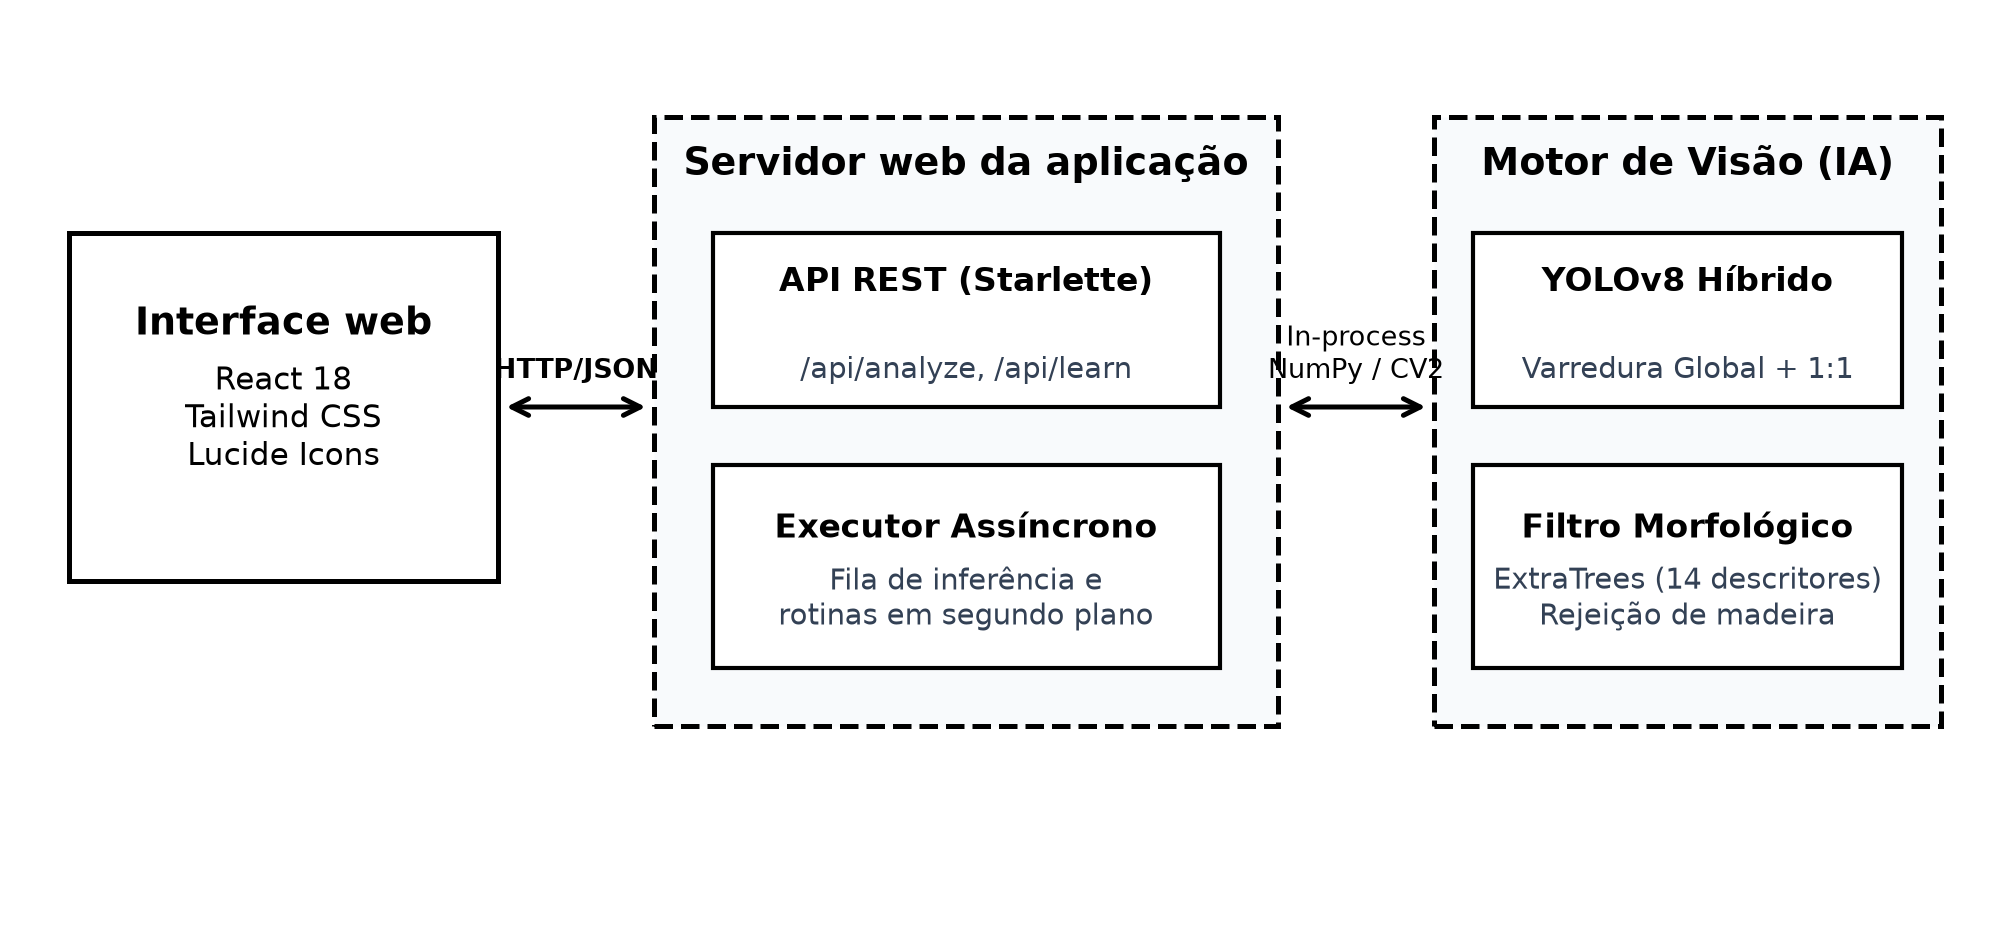 Interface web
React 18
Tailwind CSS
Lucide Icons
HTTP/JSON
Servidor web da aplicação
API REST (Starlette)
/api/analyze, /api/learn
Executor Assíncrono
Fila de inferência e
rotinas em segundo plano
In-process
NumPy / CV2
Motor de Visão (IA)
YOLOv8 Híbrido
Varredura Global + 1:1
Filtro Morfológico
ExtraTrees (14 descritores)
Rejeição de madeira